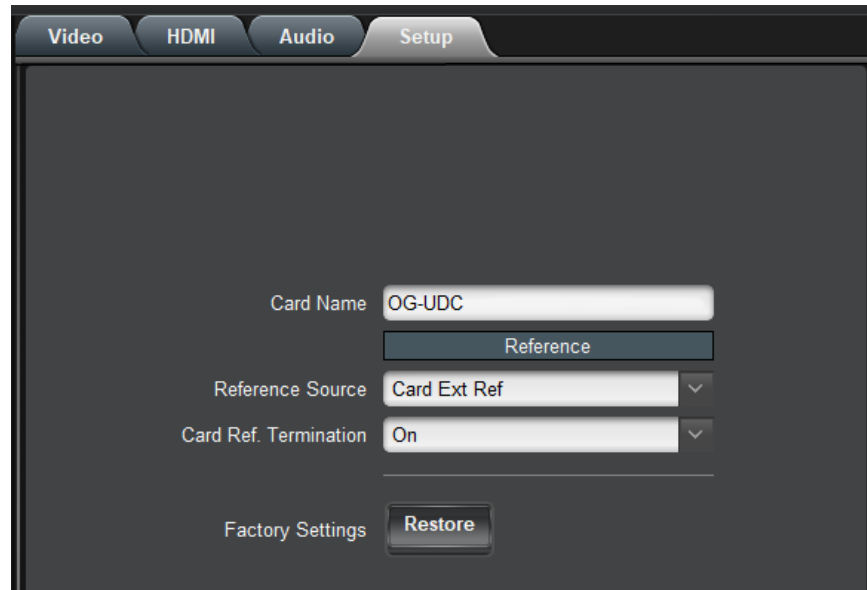 Video HDMI Audio Setup
Card Name OG-UDC
Reference
Reference Source Card Ext Ref
Card Ref. Termination On
Factory Settings Restore